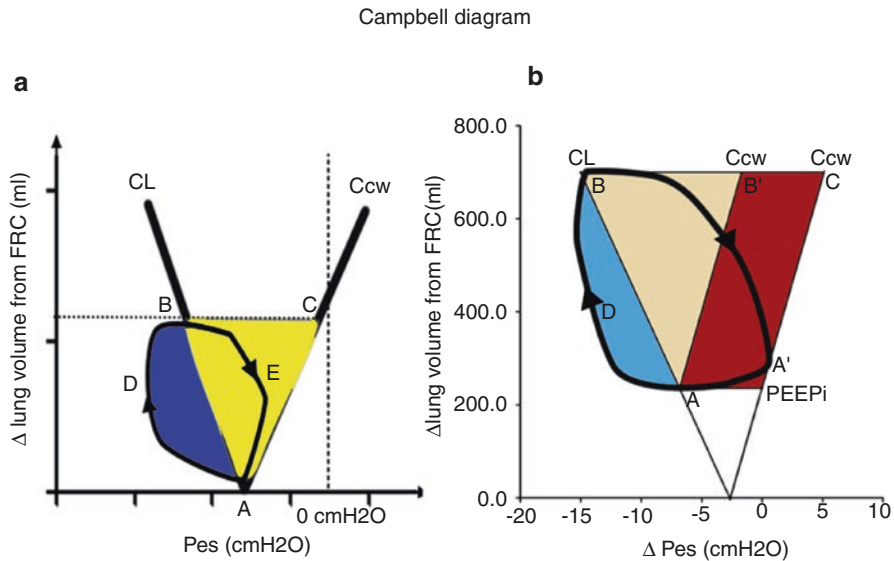 Campbell diagram
a
Δ lung volume from FRC (ml)
CL
Ccw
B
C
D
E
A
0 cmH2O
Pes (cmH2O)
b
Δlung volume from FRC(ml)
800.0
600.0
400.0
200.0
0.0
CL
Ccw
Ccw
B
B'
C
D
A'
A
PEEPi
-20
-15
-10
-5
0
5
10
Δ Pes (cmH2O)